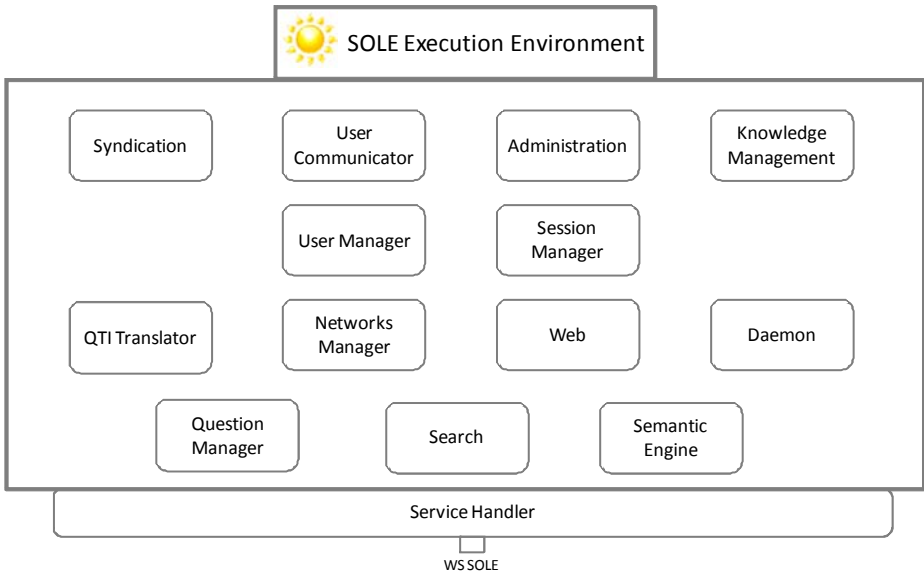 SOLE Execution Environment
Syndication
User
Communicator
Administration
Knowledge
Management
User Manager
Session
Manager
QTI Translator
Networks
Manager
Web
Daemon
Question
Manager
Search
Semantic
Engine
Service Handler
WS SOLE